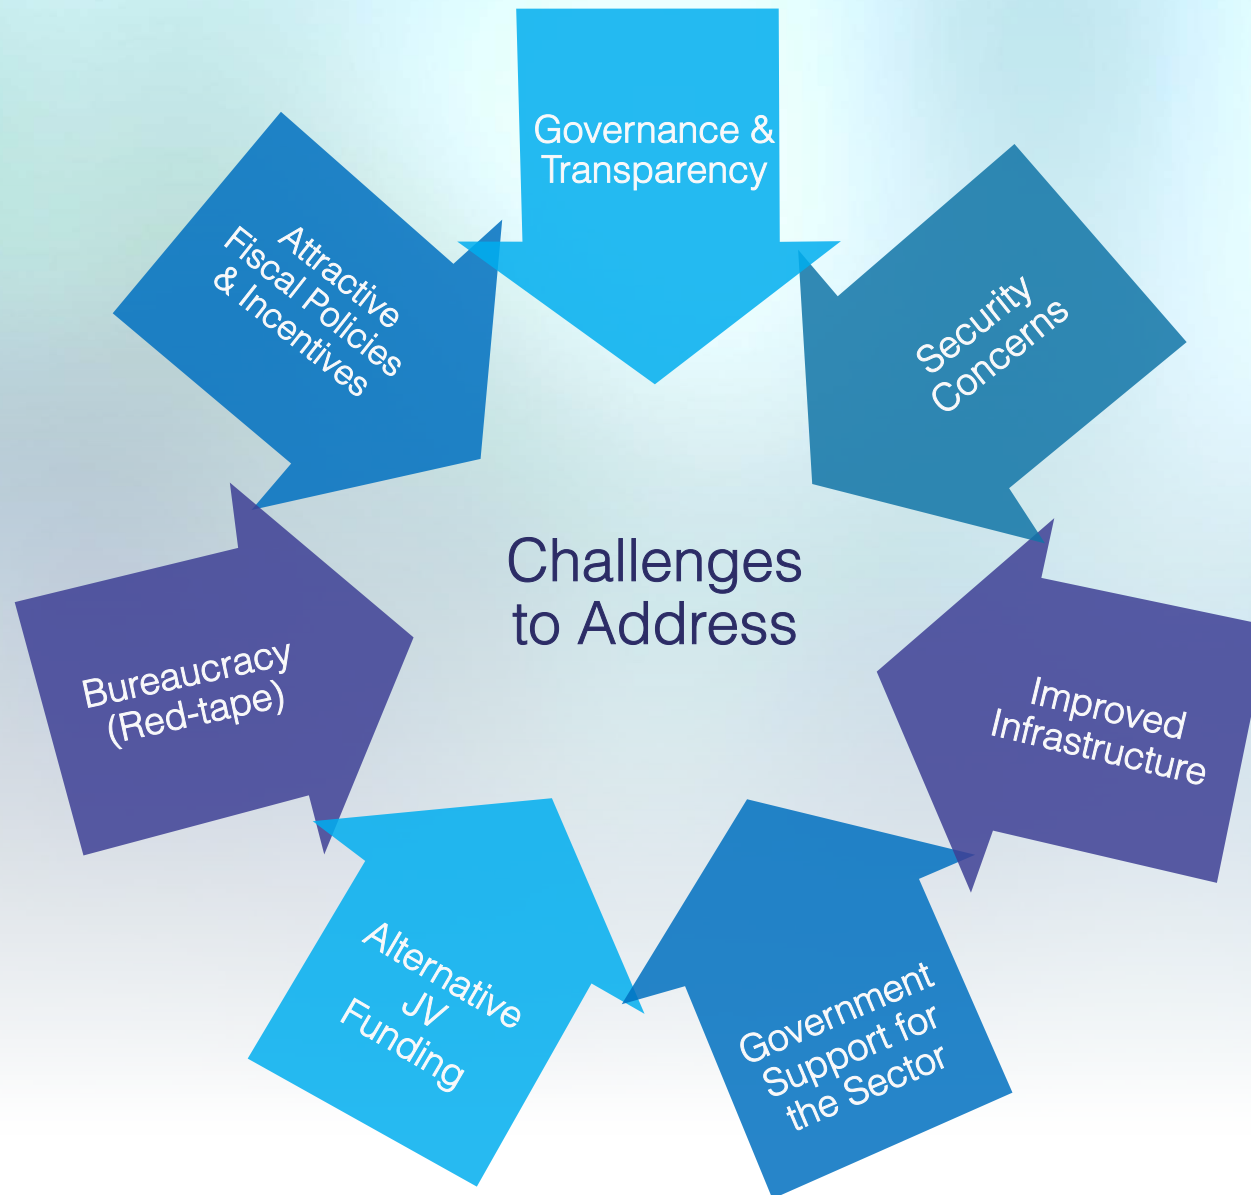 Governance &
Transparency
Security
Concerns
Improved
Infrastructure
Government
Support for
the Sector
Alternative
JV
Funding
Bureaucracy
(Red-tape)
Attractive
Fiscal Policies
& Incentives
Challenges
to Address